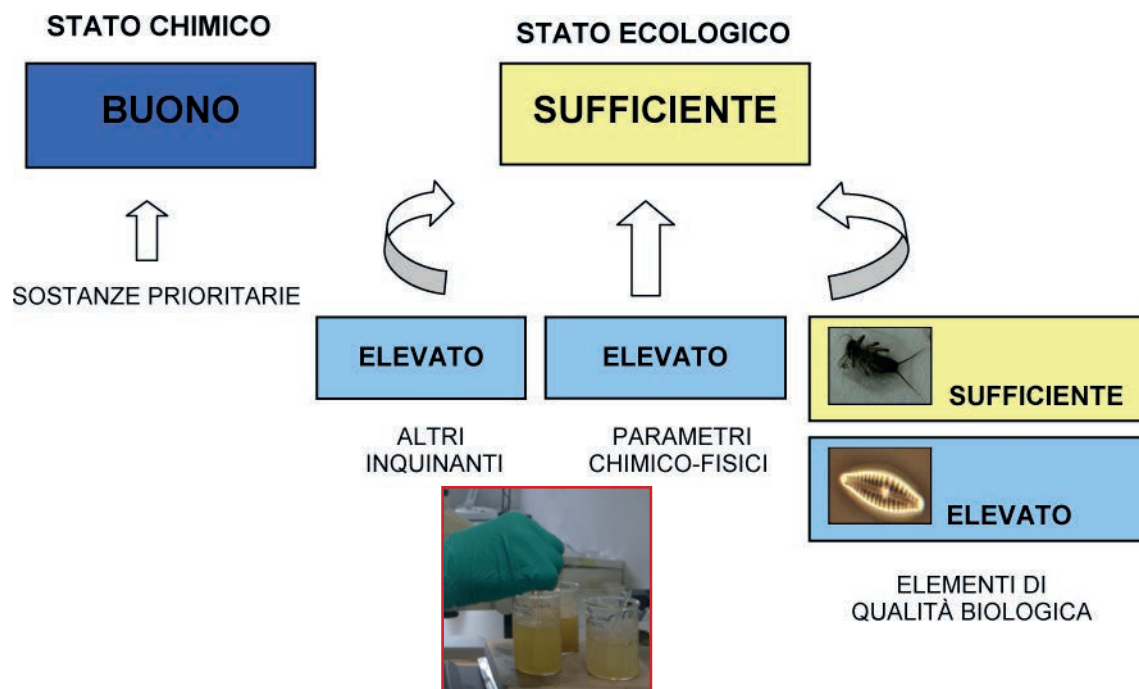 STATO CHIMICO
BUONO
SOSTANZE PRIORITARIE
STATO ECOLOGICO
SUFFICIENTE
ELEVATO
ALTRI
INQUINANTI
ELEVATO
PARAMETRI
CHIMICO-FISICI
SUFFICIENTE
ELEVATO
ELEMENTI DI
QUALITÀ BIOLOGICA